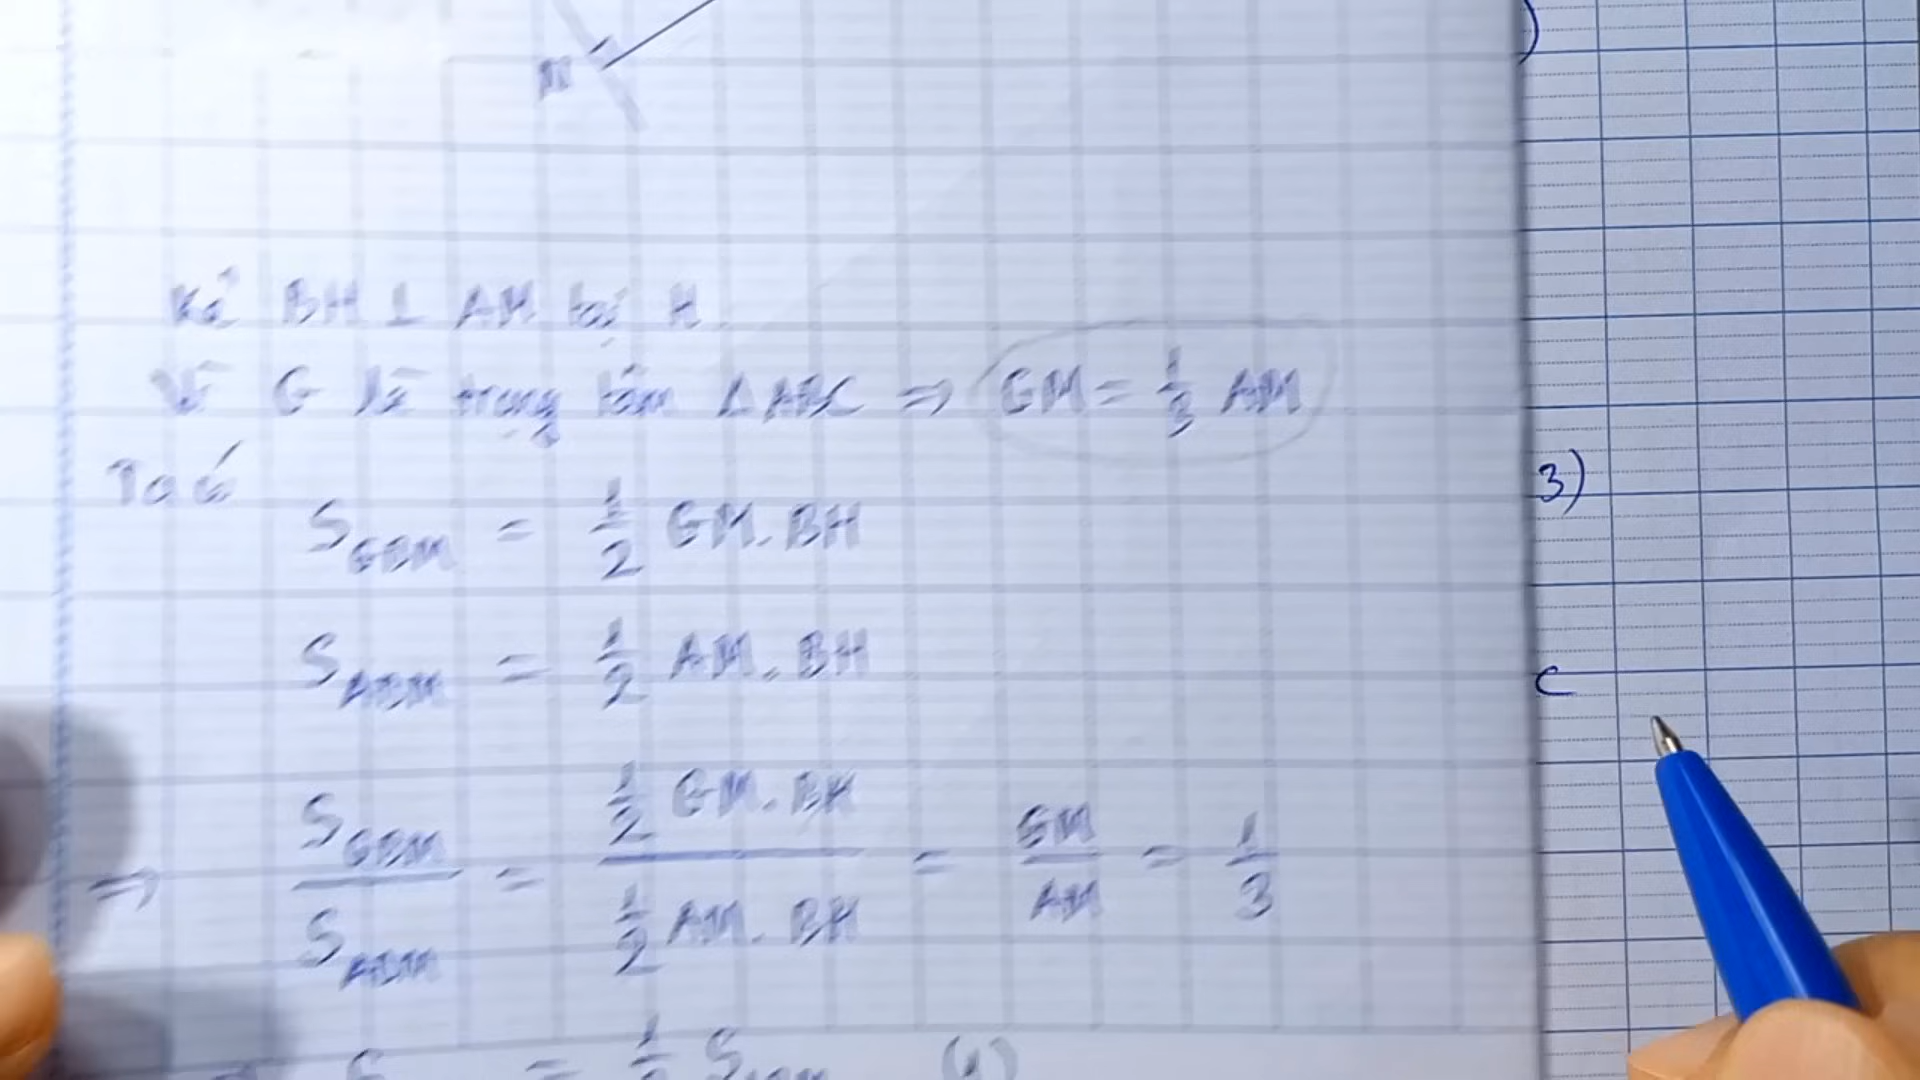 )
Kẻ BH ⊥ AM tại H.
Vì G là trọng tâm ΔABC ⇒ GM = 1/3 AM
3)
Ta có
S_GBM = 1/2 GM. BH
S_ABM = 1/2 AM. BH
c
⇒ S_GBM / S_ABM = (1/2 GM. BH) / (1/2 AM. BH) = GM/AM = 1/3